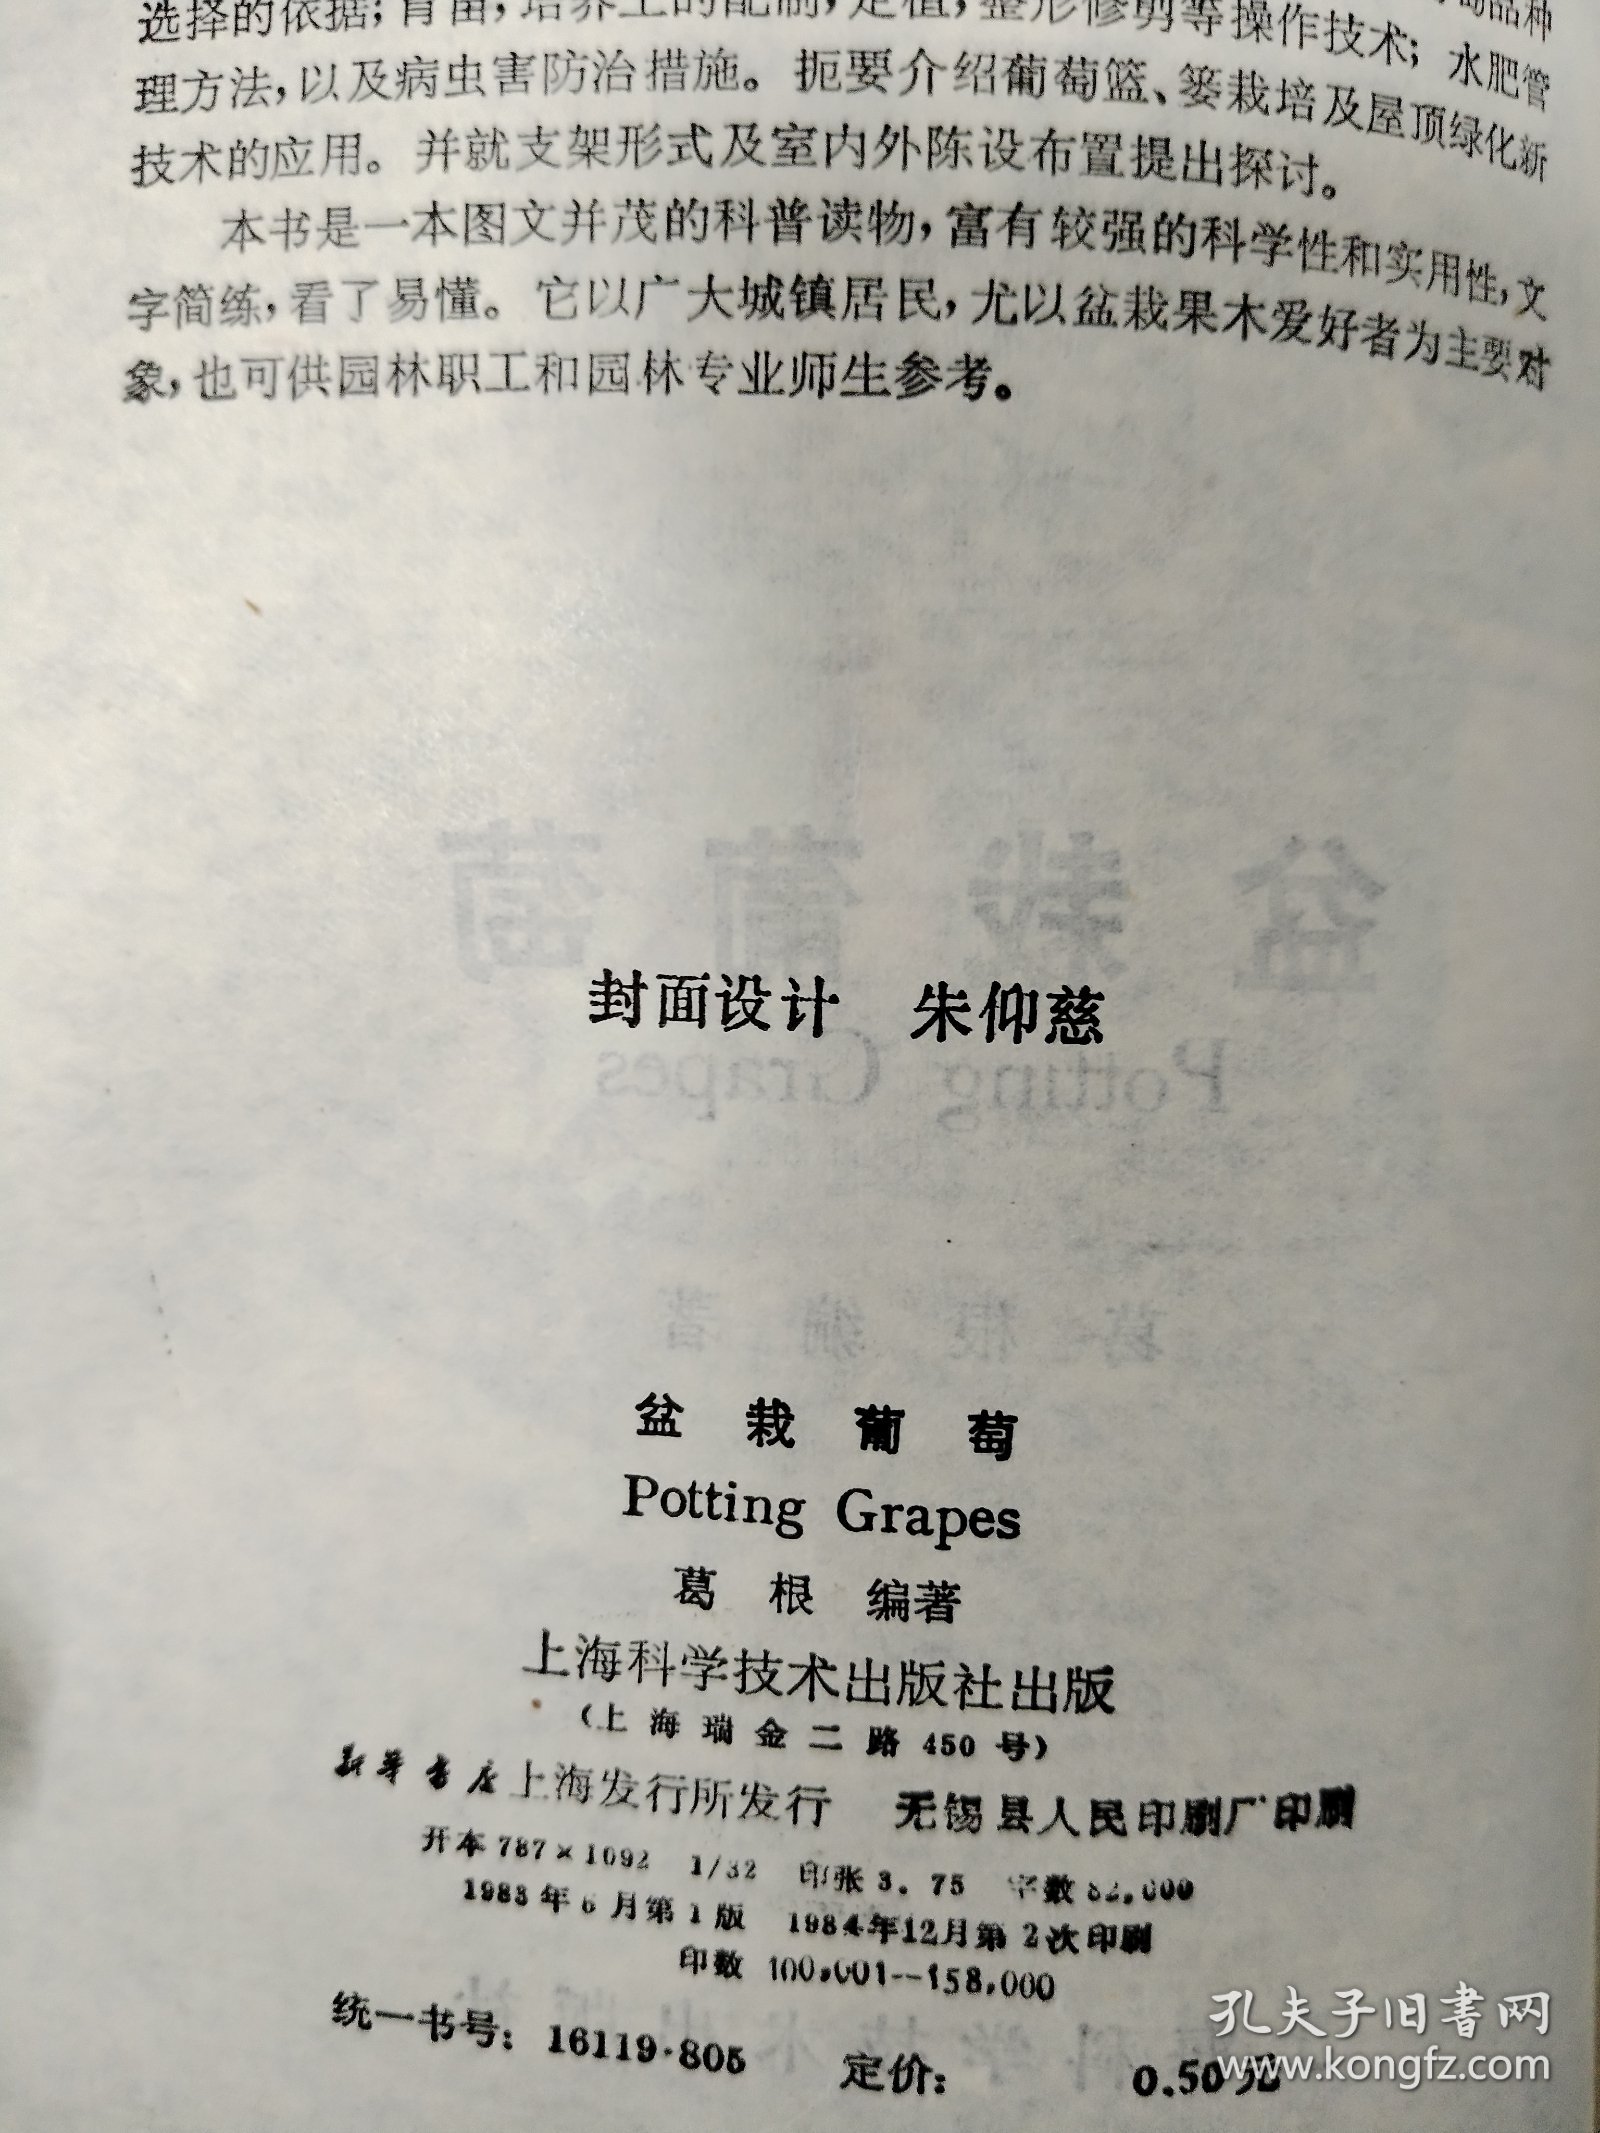 选择的依据；育苗，培养土的配制，定植，整形修剪等操作技术；水肥管
理方法，以及病虫害防治措施。扼要介绍葡萄篮、篓栽培及屋顶绿化新
技术的应用。并就支架形式及室内外陈设布置提出探讨。
本书是一本图文并茂的科普读物，富有较强的科学性和实用性，文
字简练，看了易懂。它以广大城镇居民，尤以盆栽果木爱好者为主要对
象，也可供园林职工和园林专业师生参考。
封面设计 朱仰慈
盆栽葡萄
Potting Grapes
葛根 编著
上海科学技术出版社出版
（上海瑞金二路 450 号）
新华书店上海发行所发行 无锡县人民印刷厂印刷
开本 787×1092 1/32 印张 3.75 字数 82,000
1983年6月第1版 1984年12月第2次印刷
印数 100,001—158,000
统一书号：16119·805 定价： 0.50元
孔夫子旧书网
www.kongfz.com